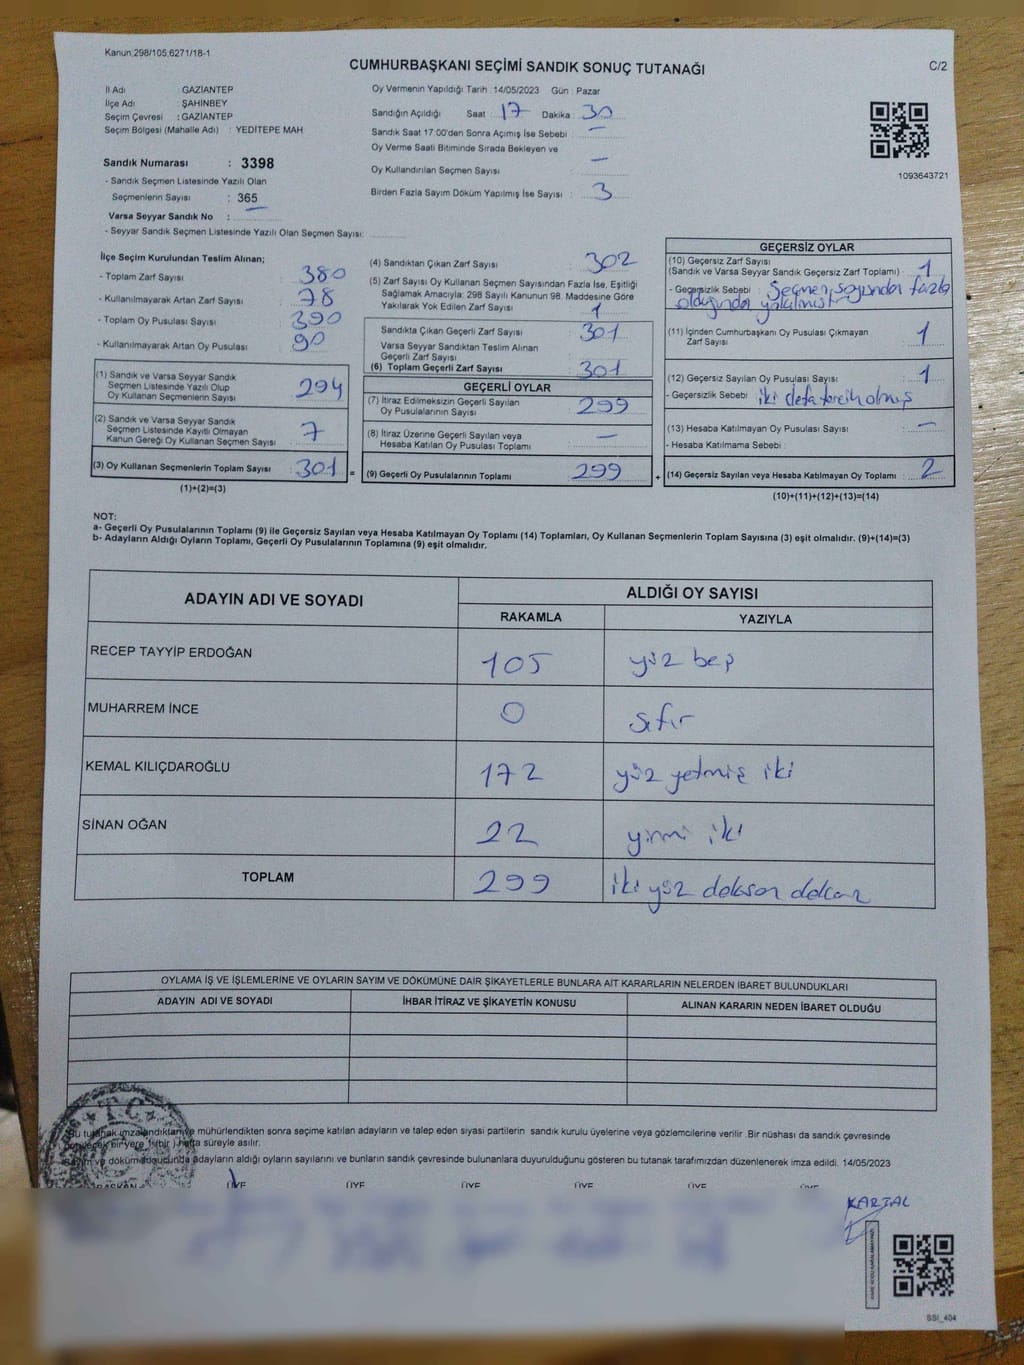 Kanun:298/105,6271/18-1
CUMHURBAŞKANI SEÇİMİ SANDIK SONUÇ TUTANAĞI
C/2
İl Adı : GAZİANTEP
İlçe Adı : ŞAHİNBEY
Seçim Çevresi : GAZİANTEP
Seçim Bölgesi (Mahalle Adı) : YEDİTEPE MAH
Sandık Numarası : 3398
- Sandık Seçmen Listesinde Yazılı Olan
Seçmenlerin Sayısı : 365
Varsa Seyyar Sandık No : —
- Seyyar Sandık Seçmen Listesinde Yazılı Olan Seçmen Sayısı:
Oy Vermenin Yapıldığı Tarih : 14/05/2023 Gün : Pazar
Sandığın Açıldığı Saat : 17 Dakika : 30
Sandık Saat 17:00'den Sonra Açımış İse Sebebi : —
Oy Verme Saati Bitiminde Sırada Bekleyen ve
Oy Kullandırılan Seçmen Sayısı : —
Birden Fazla Sayım Döküm Yapılmış İse Sayısı : 3
1093643721
İlçe Seçim Kurulundan Teslim Alınan;
- Toplam Zarf Sayısı : 380
- Kullanılmayarak Artan Zarf Sayısı : 78
- Toplam Oy Pusulası Sayısı : 390
- Kullanılmayarak Artan Oy Pusulası : 90
(1) Sandık ve Varsa Seyyar Sandık
Seçmen Listesinde Yazılı Olup
Oy Kullanan Seçmenlerin Sayısı : 294
(2) Sandık ve Varsa Seyyar Sandık
Seçmen Listesinde Kayıtlı Olmayan
Kanun Gereği Oy Kullanan Seçmen Sayısı : 7
(3) Oy Kullanan Seçmenlerin Toplam Sayısı : 301 =
(1)+(2)=(3)
(4) Sandıktan Çıkan Zarf Sayısı : 302
(5) Zarf Sayısı Oy Kullanan Seçmen Sayısından Fazla İse, Eşitliği
Sağlamak Amacıyla; 298 Sayılı Kanunun 98. Maddesine Göre
Yakılarak Yok Edilen Zarf Sayısı : 1
Sandıkta Çıkan Geçerli Zarf Sayısı : 301
Varsa Seyyar Sandıktan Teslim Alınan
Geçerli Zarf Sayısı :
(6) Toplam Geçerli Zarf Sayısı : 301
GEÇERLİ OYLAR
(7) İtiraz Edilmeksizin Geçerli Sayılan
Oy Pusulalarının Sayısı : 299
(8) İtiraz Üzerine Geçerli Sayılan veya
Hesaba Katılan Oy Pusulası Toplamı : —
(9) Geçerli Oy Pusulalarının Toplamı : 299 +
GEÇERSİZ OYLAR
(10) Geçersiz Zarf Sayısı
(Sandık ve Varsa Seyyar Sandık Geçersiz Zarf Toplamı) : 1
- Geçersizlik Sebebi : Seçmen sayısından fazla
olduğundan yakılmıştır
(11) İçinden Cumhurbaşkanı Oy Pusulası Çıkmayan
Zarf Sayısı : 1
(12) Geçersiz Sayılan Oy Pusulası Sayısı : 1
- Geçersizlik Sebebi : iki defa tercih olmuş
(13) Hesaba Katılmayan Oy Pusulası Sayısı : —
- Hesaba Katılmama Sebebi :
(14) Geçersiz Sayılan veya Hesaba Katılmayan Oy Toplamı : 2
(10)+(11)+(12)+(13)=(14)
NOT:
a- Geçerli Oy Pusulalarının Toplamı (9) ile Geçersiz Sayılan veya Hesaba Katılmayan Oy Toplamı (14) Toplamları, Oy Kullanan Seçmenlerin Toplam Sayısına (3) eşit olmalıdır. (9)+(14)=(3)
b- Adayların Aldığı Oyların Toplamı, Geçerli Oy Pusulalarının Toplamına (9) eşit olmalıdır.
ADAYIN ADI VE SOYADI
ALDIĞI OY SAYISI
RAKAMLA YAZIYLA
RECEP TAYYİP ERDOĞAN 105 yüz beş
MUHARREM İNCE 0 sıfır
KEMAL KILIÇDAROĞLU 172 yüz yetmiş iki
SİNAN OĞAN 22 yirmi iki
TOPLAM 299 iki yüz doksan dokuz
OYLAMA İŞ VE İŞLEMLERİNE VE OYLARIN SAYIM VE DÖKÜMÜNE DAİR ŞİKAYETLERLE BUNLARA AİT KARARLARIN NELERDEN İBARET BULUNDUKLARI
ADAYIN ADI VE SOYADI İHBAR İTİRAZ VE ŞİKAYETİN KONUSU ALINAN KARARIN NEDEN İBARET OLDUĞU
T.C.
Bu tutanak imzalandıktan ve mühürlendikten sonra seçime katılan adayların ve talep eden siyasi partilerin sandık kurulu üyelerine veya gözlemcilerine verilir. Bir nüshası da sandık çevresinde
bir yere 1(bir) hafta süreyle asılır.
Sayım ve döküm sonucunda adayların aldığı oyların sayılarını ve bunların sandık çevresinde bulunanlara duyurulduğunu gösteren bu tutanak tarafımızdan düzenlenerek imza edildi. 14/05/2023
BAŞKAN ÜYE ÜYE ÜYE ÜYE ÜYE ÜYE
KARTAL
SSI_404